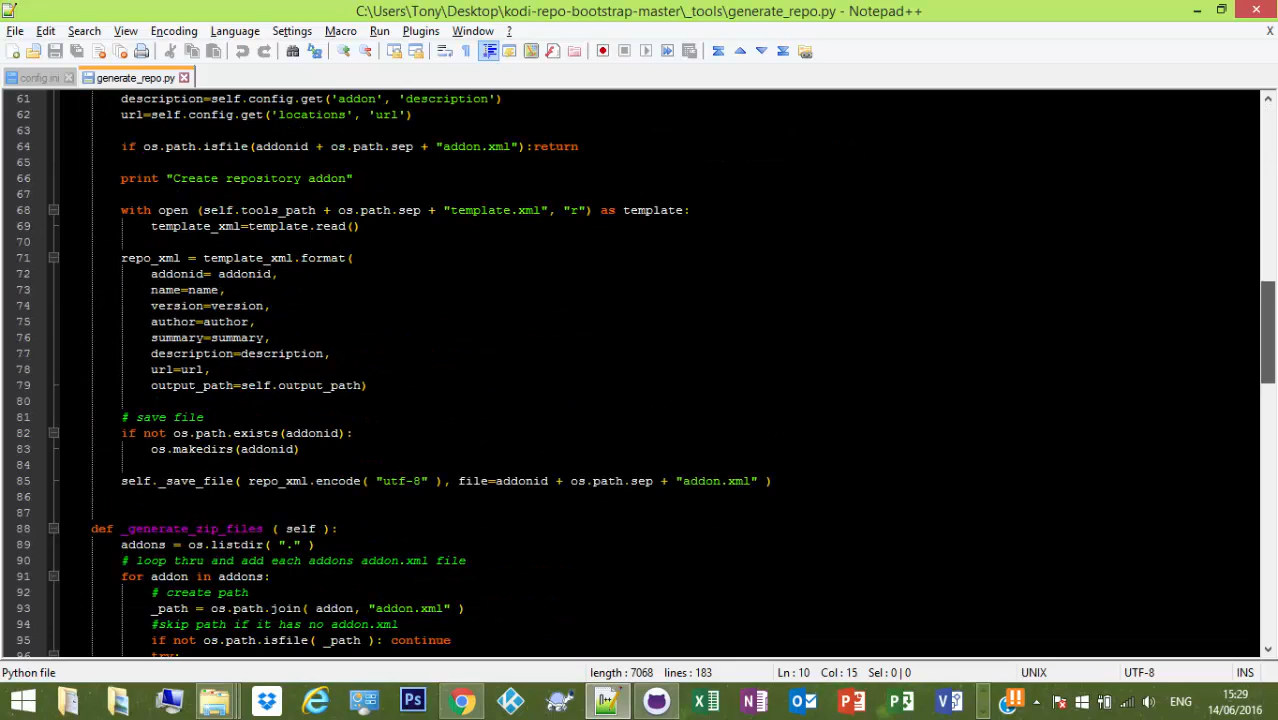 C:\Users\Tony\Desktop\kodi-repo-bootstrap-master\_tools\generate_repo.py - Notepad++
File Edit Search View Encoding Language Settings Macro Run Plugins Window ? X
config.ini generate_repo.py
61 description=self.config.get('addon', 'description')
62 url=self.config.get('locations', 'url')
63
64 if os.path.isfile(addonid + os.path.sep + "addon.xml"):return
65
66 print "Create repository addon"
67
68 with open (self.tools_path + os.path.sep + "template.xml", "r") as template:
69 template_xml=template.read()
70
71 repo_xml = template_xml.format(
72 addonid= addonid,
73 name=name,
74 version=version,
75 author=author,
76 summary=summary,
77 description=description,
78 url=url,
79 output_path=self.output_path)
80
81 # save file
82 if not os.path.exists(addonid):
83 os.makedirs(addonid)
84
85 self._save_file( repo_xml.encode( "utf-8" ), file=addonid + os.path.sep + "addon.xml" )
86
87
88 def _generate_zip_files ( self ):
89 addons = os.listdir( "." )
90 # loop thru and add each addons addon.xml file
91 for addon in addons:
92 # create path
93 _path = os.path.join( addon, "addon.xml" )
94 #skip path if it has no addon.xml
95 if not os.path.isfile( _path ): continue
96 try:
Python file length : 7068 lines : 183 Ln : 10 Col : 15 Sel : 0 | 0 UNIX UTF-8 INS
ENG 15:29
14/06/2016